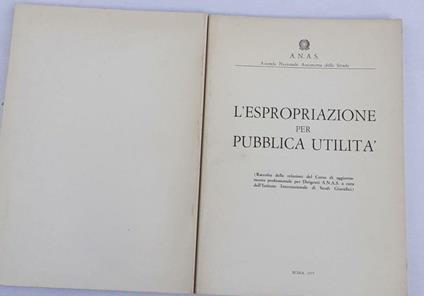 A.N.A.S.
Azienda Nazionale Autonoma delle Strade
L'ESPROPRIAZIONE
PER
PUBBLICA UTILITA'
(Raccolta delle relazioni del Corso di aggiorna-
mento professionale per Dirigenti A.N.A.S. a cura
dell'Istituto Internazionale di Studi Giuridici)
ROMA